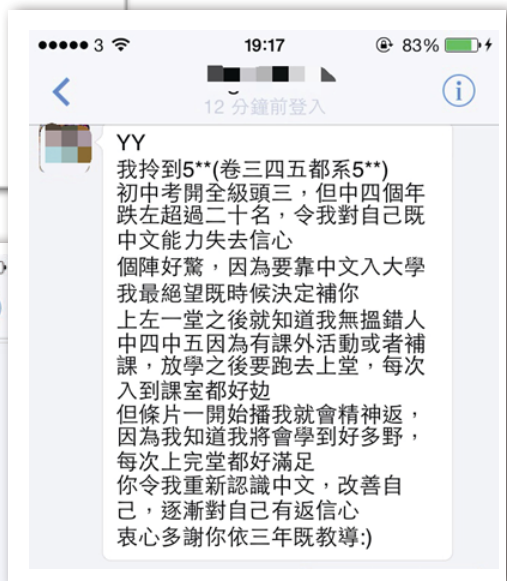 3
19:17
83%
12 分鐘前登入
YY
我拎到5**(卷三四五都系5**)
初中考開全級頭三，但中四個年
跌左超過二十名，令我對自己既
中文能力失去信心
個陣好驚，因為要靠中文入大學
我最絕望既時候決定補你
上左一堂之後就知道我無搵錯人
中四中五因為有課外活動或者補
課，放學之後要跑去上堂，每次
入到課室都好攰
但條片一開始播我就會精神返，
因為我知道我將會學到好多野，
每次上完堂都好滿足
你令我重新認識中文，改善自
己，逐漸對自己有返信心
衷心多謝你依三年既教導:)